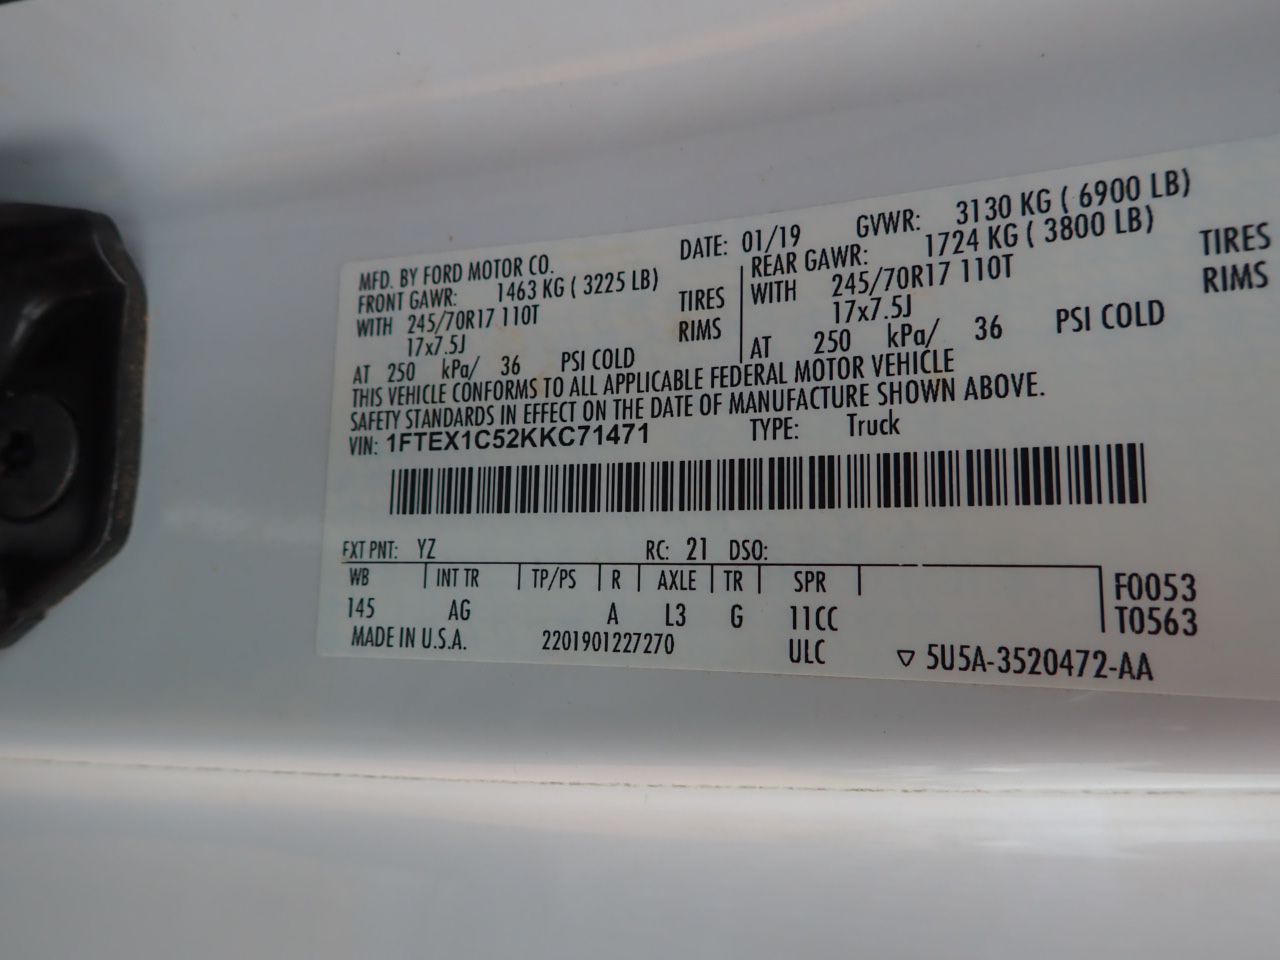 MFD. BY FORD MOTOR CO. DATE: 01/19 GVWR: 3130 KG ( 6900 LB)
FRONT GAWR: 1463 KG ( 3225 LB) REAR GAWR: 1724 KG ( 3800 LB)
WITH 245/70R17 110T TIRES WITH 245/70R17 110T TIRES
17x7.5J RIMS 17x7.5J RIMS
AT 250 kPa/ 36 PSI COLD AT 250 kPa/ 36 PSI COLD
THIS VEHICLE CONFORMS TO ALL APPLICABLE FEDERAL MOTOR VEHICLE
SAFETY STANDARDS IN EFFECT ON THE DATE OF MANUFACTURE SHOWN ABOVE.
VIN: 1FTEX1C52KKC71471 TYPE: Truck
EXT PNT: YZ RC: 21 DSO:
WB INT TR TP/PS R AXLE TR SPR F0053
145 AG A L3 G 11CC T0563
MADE IN U.S.A. 2201901227270 ULC ▽ 5U5A-3520472-AA